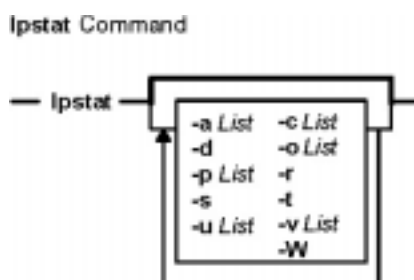 lpstat Command
lpstat
-a List -c List
-d -o List
-p List -r
-s -t
-u List -v List
-W